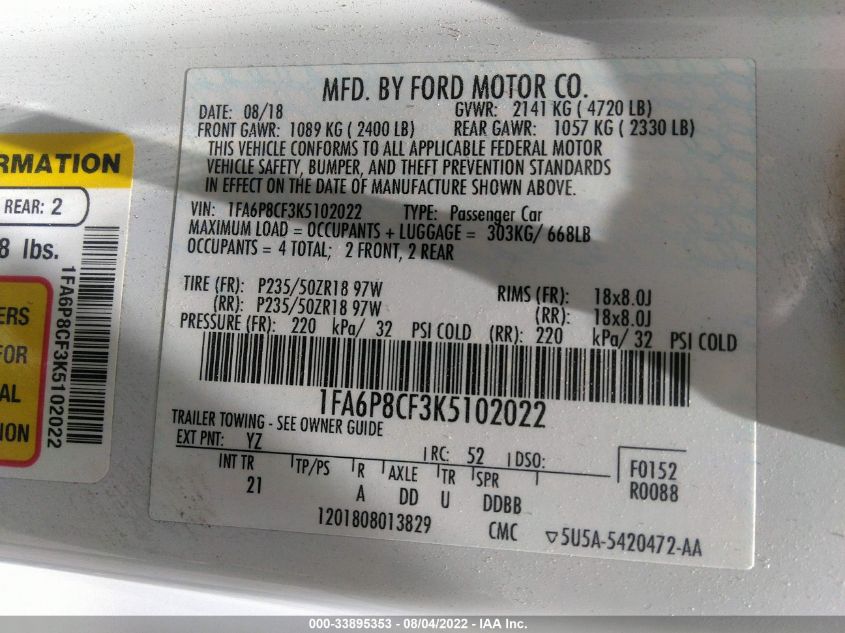 MFD. BY FORD MOTOR CO.
DATE: 08/18 GVWR: 2141 KG ( 4720 LB)
FRONT GAWR: 1089 KG ( 2400 LB) REAR GAWR: 1057 KG ( 2330 LB)
THIS VEHICLE CONFORMS TO ALL APPLICABLE FEDERAL MOTOR
VEHICLE SAFETY, BUMPER, AND THEFT PREVENTION STANDARDS
IN EFFECT ON THE DATE OF MANUFACTURE SHOWN ABOVE.
VIN: 1FA6P8CF3K5102022 TYPE: Passenger Car
MAXIMUM LOAD = OCCUPANTS + LUGGAGE = 303KG/ 668LB
OCCUPANTS = 4 TOTAL; 2 FRONT, 2 REAR
TIRE (FR): P235/50ZR18 97W RIMS (FR): 18x8.0J
(RR): P235/50ZR18 97W (RR): 18x8.0J
PRESSURE (FR): 220 kPa/ 32 PSI COLD (RR): 220 kPa/ 32 PSI COLD
1FA6P8CF3K5102022
TRAILER TOWING - SEE OWNER GUIDE
EXT PNT: YZ RC: 52 DSO: F0152
INT TR TP/PS R AXLE TR SPR R0088
21 A DD U DDBB
1201808013829 CMC ▽5U5A-5420472-AA
RMATION
REAR: 2
8 lbs.
ERS
FOR
AL
ION
1FA6P8CF3K5102022
000-33895353 - 08/04/2022 - IAA Inc.